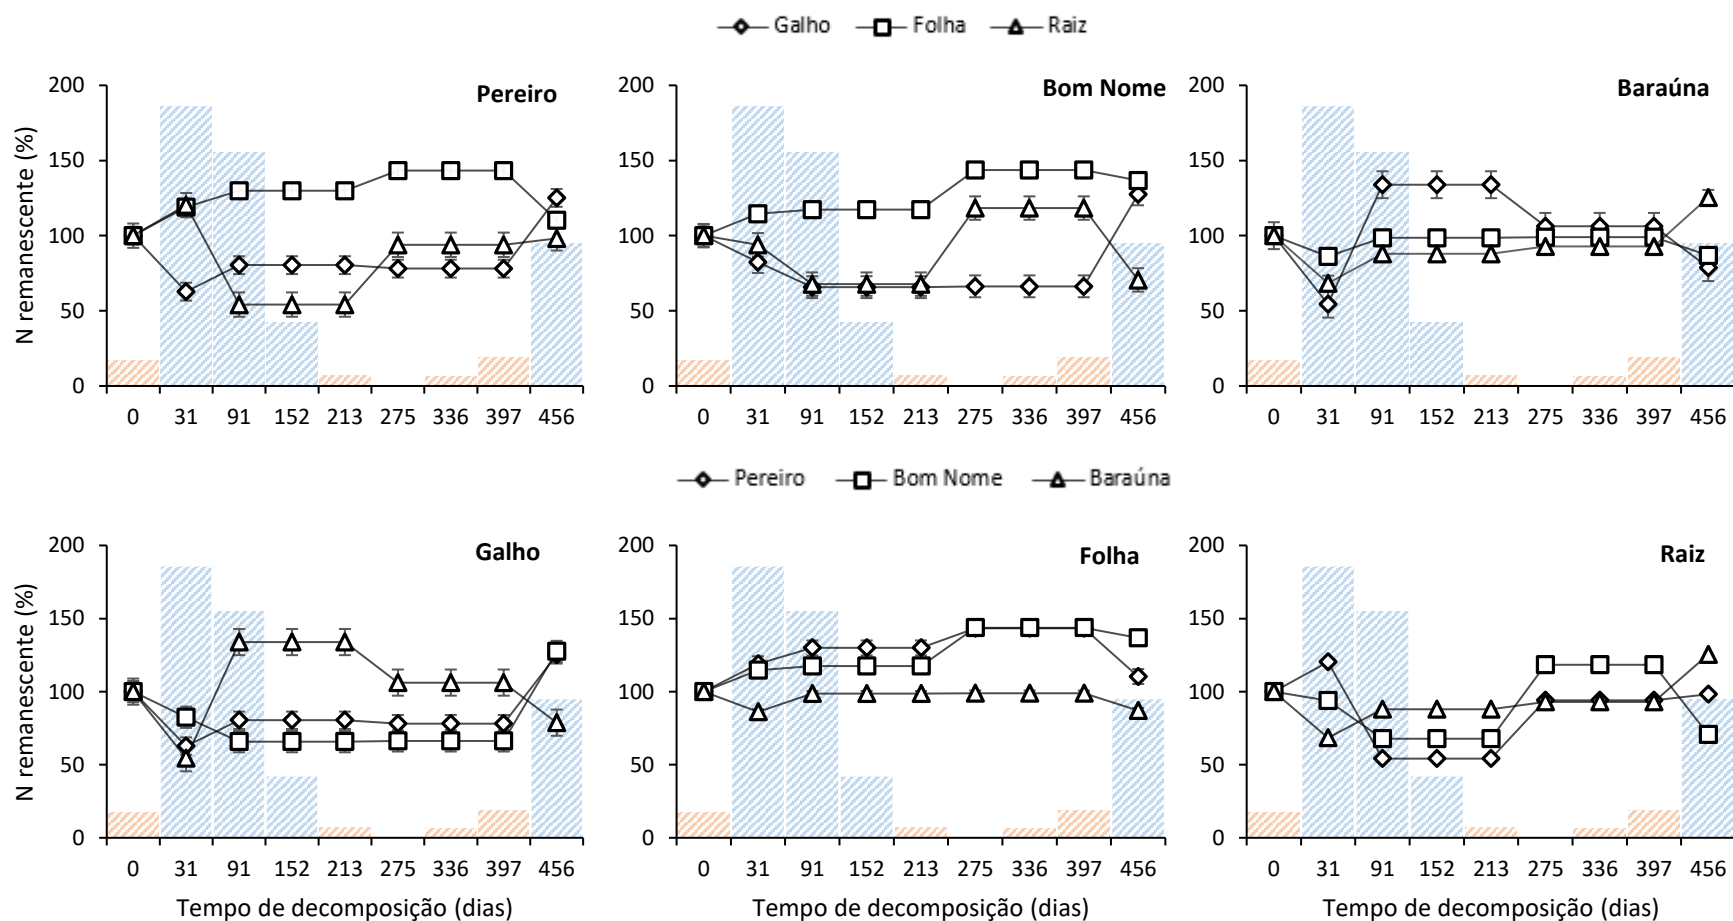 Galho Folha Raiz
Pereiro
N remanescente (%)
200
150
100
50
0
0 31 91 152 213 275 336 397 456
Bom Nome
200
150
100
50
0
0 31 91 152 213 275 336 397 456
Baraúna
200
150
100
50
0
0 31 91 152 213 275 336 397 456
Pereiro Bom Nome Baraúna
Galho
N remanescente (%)
200
150
100
50
0
0 31 91 152 213 275 336 397 456
Tempo de decomposição (dias)
Folha
200
150
100
50
0
0 31 91 152 213 275 336 397 456
Tempo de decomposição (dias)
Raiz
200
150
100
50
0
0 31 91 152 213 275 336 397 456
Tempo de decomposição (dias)